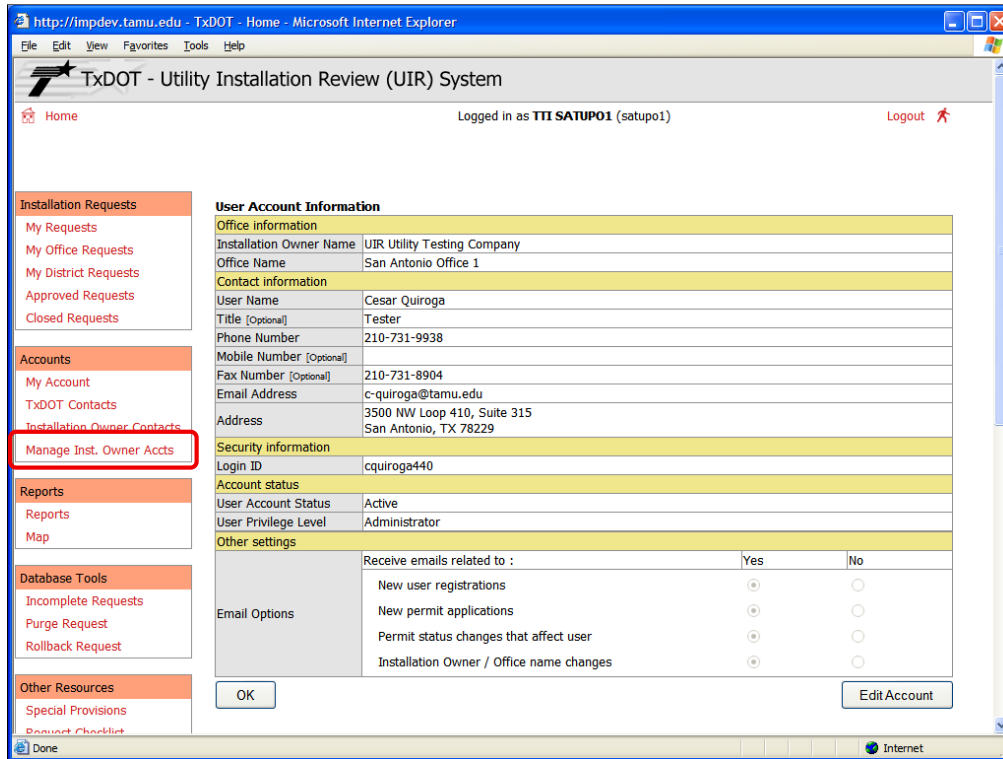 http://impdev.tamu.edu - TxDOT - Home - Microsoft Internet Explorer
File Edit View Favorites Tools Help
TxDOT - Utility Installation Review (UIR) System
Home Logged in as TTI SATUPO1 (satupo1) Logout
Installation Requests
My Requests
My Office Requests
My District Requests
Approved Requests
Closed Requests
Accounts
My Account
TxDOT Contacts
Installation Owner Contacts
Manage Inst. Owner Accts
Reports
Reports
Map
Database Tools
Incomplete Requests
Purge Request
Rollback Request
Other Resources
Special Provisions
Request Checklist
User Account Information
Office information
Installation Owner Name UIR Utility Testing Company
Office Name San Antonio Office 1
Contact information
User Name Cesar Quiroga
Title [Optional] Tester
Phone Number 210-731-9938
Mobile Number [Optional]
Fax Number [Optional] 210-731-8904
Email Address c-quiroga@tamu.edu
Address 3500 NW Loop 410, Suite 315
San Antonio, TX 78229
Security information
Login ID cquiroga440
Account status
User Account Status Active
User Privilege Level Administrator
Other settings
Receive emails related to : Yes No
Email Options
New user registrations
New permit applications
Permit status changes that affect user
Installation Owner / Office name changes
OK Edit Account
Done Internet